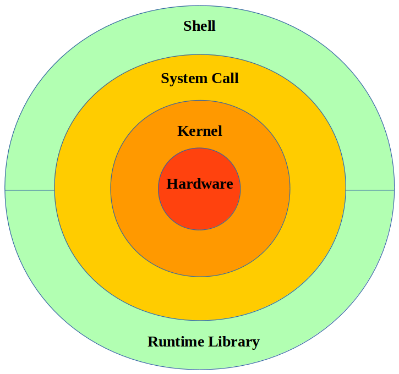 Shell
System Call
Kernel
Hardware
Runtime Library